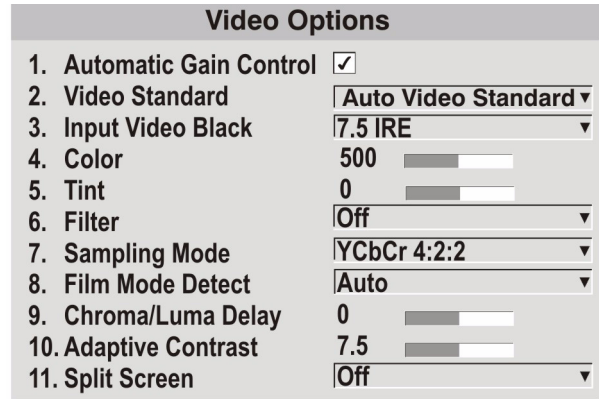 Video Options
1. Automatic Gain Control ✓
2. Video Standard Auto Video Standard
3. Input Video Black 7.5 IRE
4. Color 500
5. Tint 0
6. Filter Off
7. Sampling Mode YCbCr 4:2:2
8. Film Mode Detect Auto
9. Chroma/Luma Delay 0
10. Adaptive Contrast 7.5
11. Split Screen Off